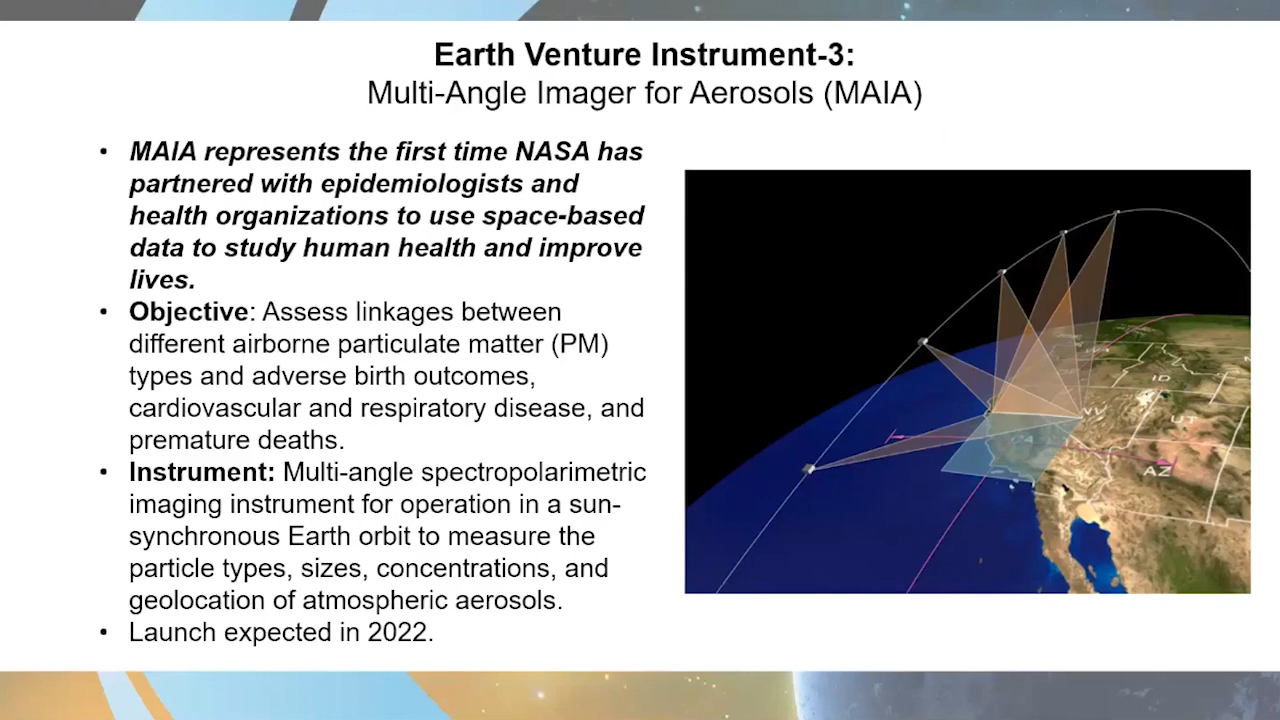 Earth Venture Instrument-3:
Multi-Angle Imager for Aerosols (MAIA)
• MAIA represents the first time NASA has
partnered with epidemiologists and
health organizations to use space-based
data to study human health and improve
lives.
• Objective: Assess linkages between
different airborne particulate matter (PM)
types and adverse birth outcomes,
cardiovascular and respiratory disease, and
premature deaths.
• Instrument: Multi-angle spectropolarimetric
imaging instrument for operation in a sun-
synchronous Earth orbit to measure the
particle types, sizes, concentrations, and
geolocation of atmospheric aerosols.
• Launch expected in 2022.
ID
NV
UT
CA
AZ